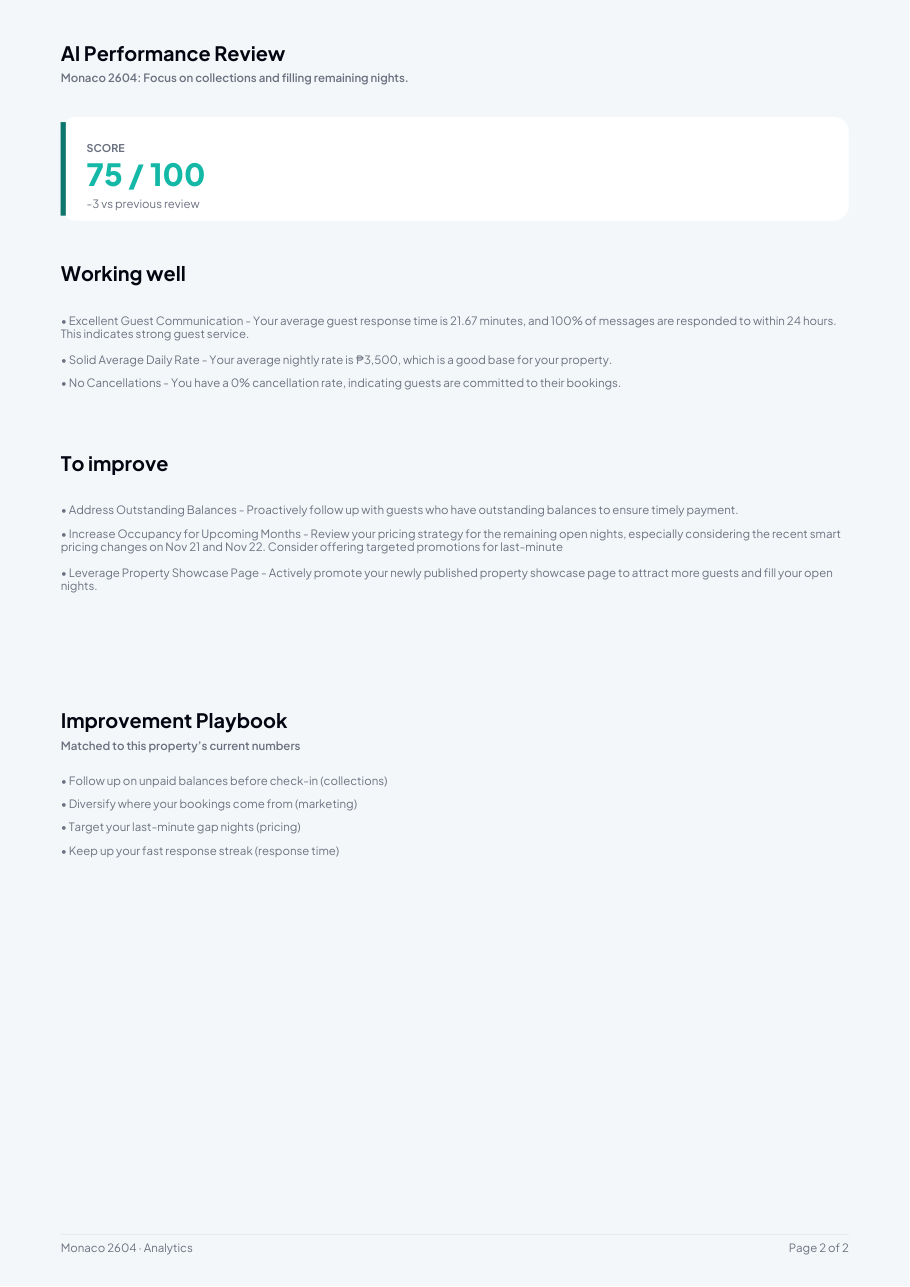 AI Performance Review
Monaco 2604: Focus on collections and filling remaining nights.
SCORE
75 / 100
-3 vs previous review
Working well
• Excellent Guest Communication - Your average guest response time is 21.67 minutes, and 100% of messages are responded to within 24 hours.
This indicates strong guest service.
• Solid Average Daily Rate - Your average nightly rate is ₱3,500, which is a good base for your property.
• No Cancellations - You have a 0% cancellation rate, indicating guests are committed to their bookings.
To improve
• Address Outstanding Balances - Proactively follow up with guests who have outstanding balances to ensure timely payment.
• Increase Occupancy for Upcoming Months - Review your pricing strategy for the remaining open nights, especially considering the recent smart
pricing changes on Nov 21 and Nov 22. Consider offering targeted promotions for last-minute
• Leverage Property Showcase Page - Actively promote your newly published property showcase page to attract more guests and fill your open
nights.
Improvement Playbook
Matched to this property's current numbers
• Follow up on unpaid balances before check-in (collections)
• Diversify where your bookings come from (marketing)
• Target your last-minute gap nights (pricing)
• Keep up your fast response streak (response time)
Monaco 2604 · Analytics
Page 2 of 2